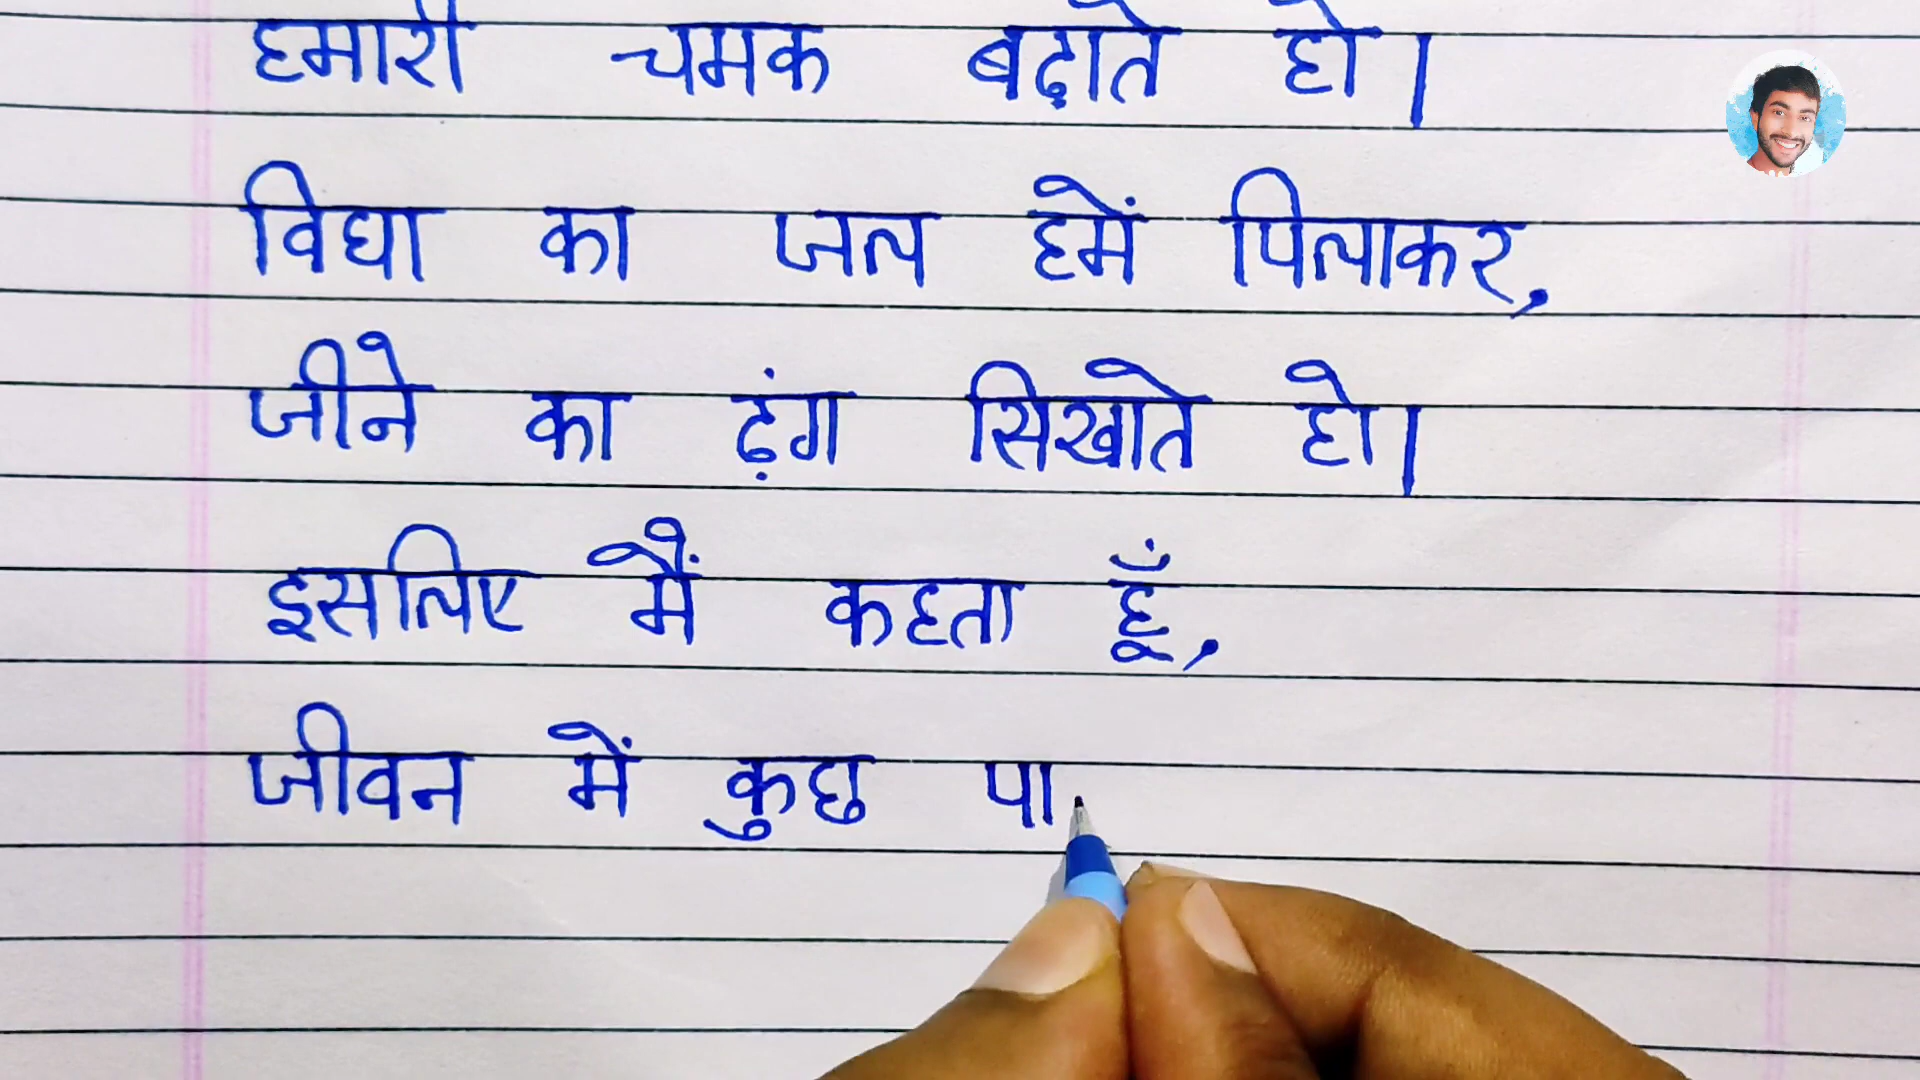 हमारी चमक बढ़ाते हो।
विघा का जल हमें पिलाकर,
जीने का ढ़ंग सिखाते हो।
इसलिए मैं कहता हूँ,
जीवन में कुछ पा